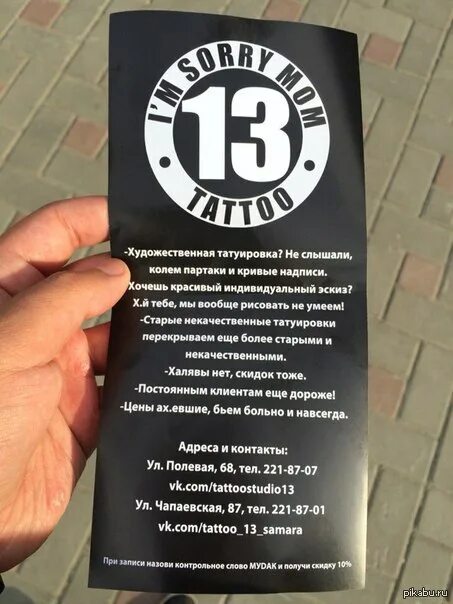 I'M SORRY MOM
13
TATTOO
-Художественная татуировка? Не слышали,
колем партаки и кривые надписи.
-Хочешь красивый индивидуальный эскиз?
Х.й тебе, мы вообще рисовать не умеем!
-Старые некачественные татуировки
перекрываем еще более старыми и
некачественными.
-Халявы нет, скидок тоже.
-Постоянным клиентам еще дороже!
-Цены ах.евшие, бьем больно и навсегда.
Адреса и контакты:
Ул. Полевая, 68, тел. 221-87-07
vk.com/tattoostudio13
Ул. Чапаевская, 87, тел. 221-87-01
vk.com/tattoo_13_samara
При записи назови контрольное слово МУDАК и получи скидку 10%
pikabu.ru